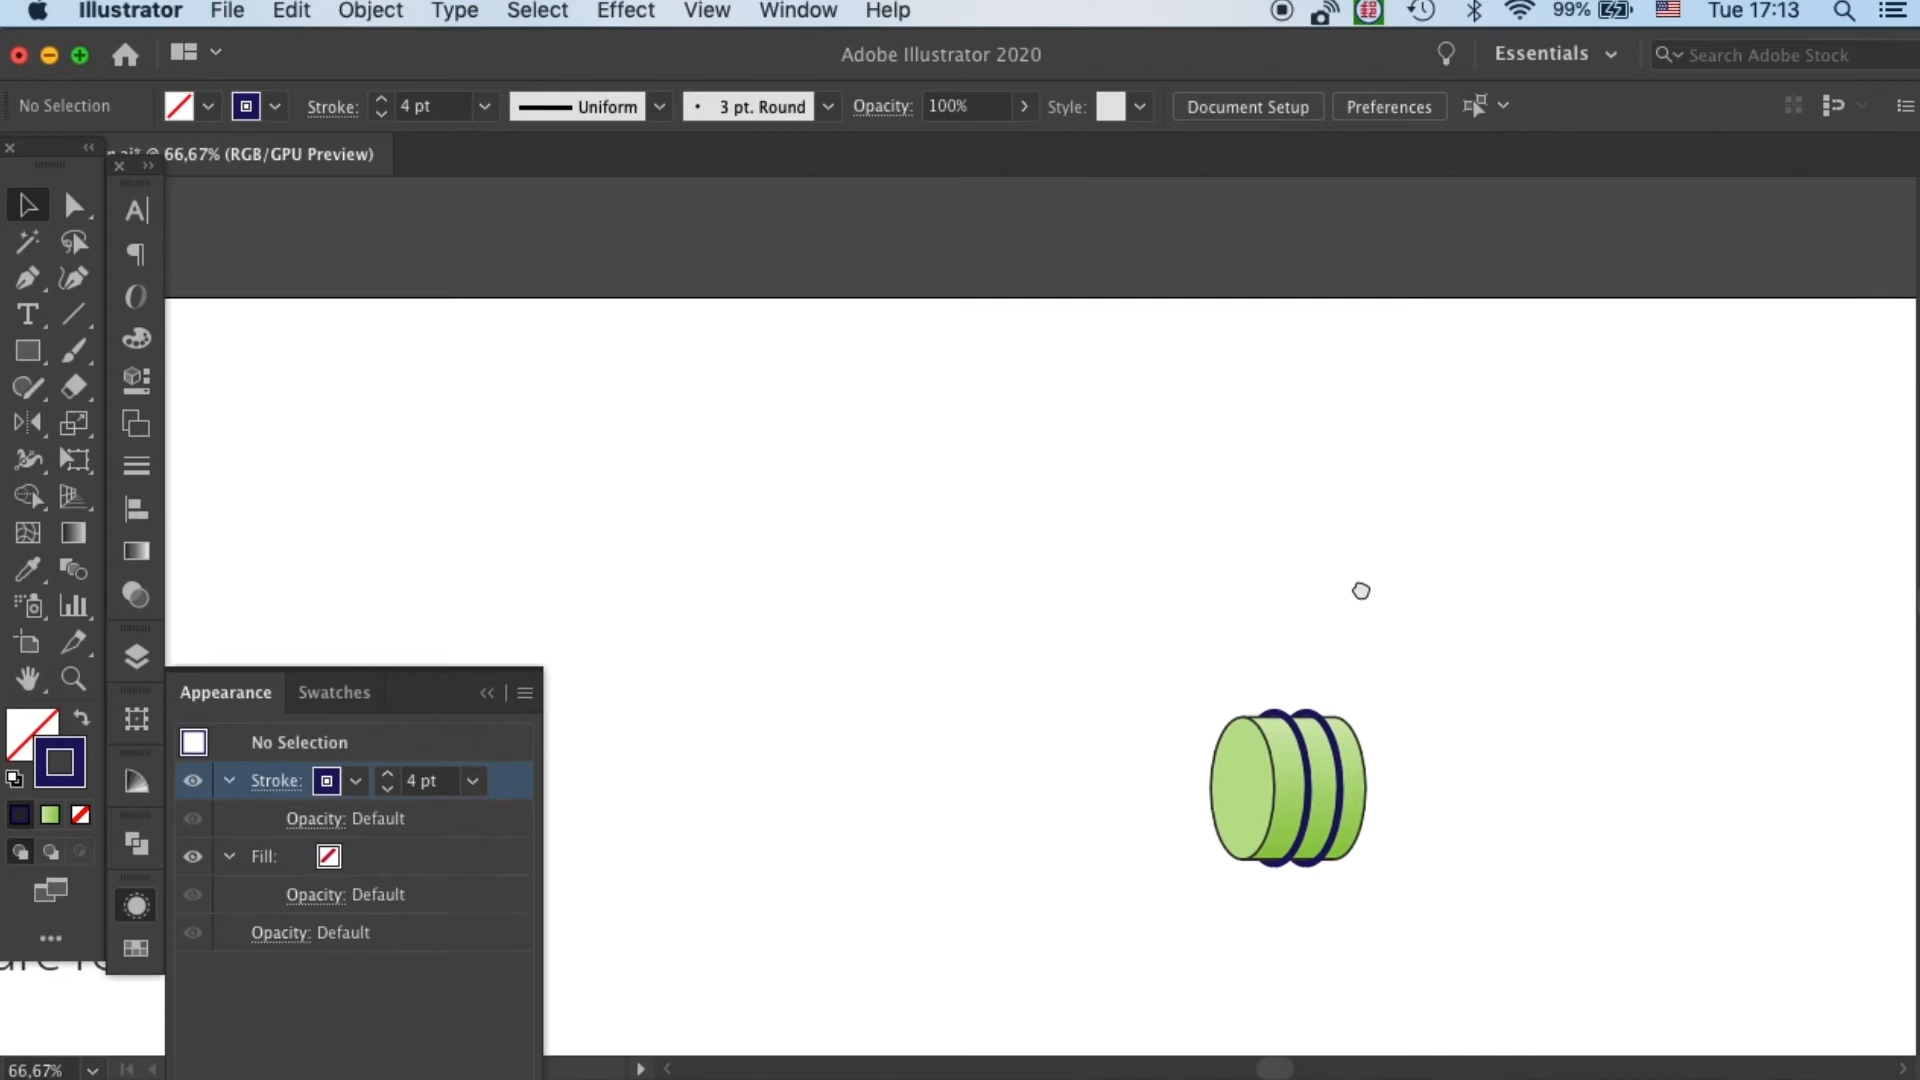 Illustrator File Edit Object Type Select Effect View Window Help 99% Tue 17:13
Adobe Illustrator 2020 Essentials Search Adobe Stock
No Selection Stroke: 4 pt Uniform 3 pt. Round Opacity: 100% Style: Document Setup Preferences
66,67% (RGB/GPU Preview)
Appearance Swatches
No Selection
Stroke: 4 pt
Opacity: Default
Fill:
Opacity: Default
Opacity: Default
66,67%